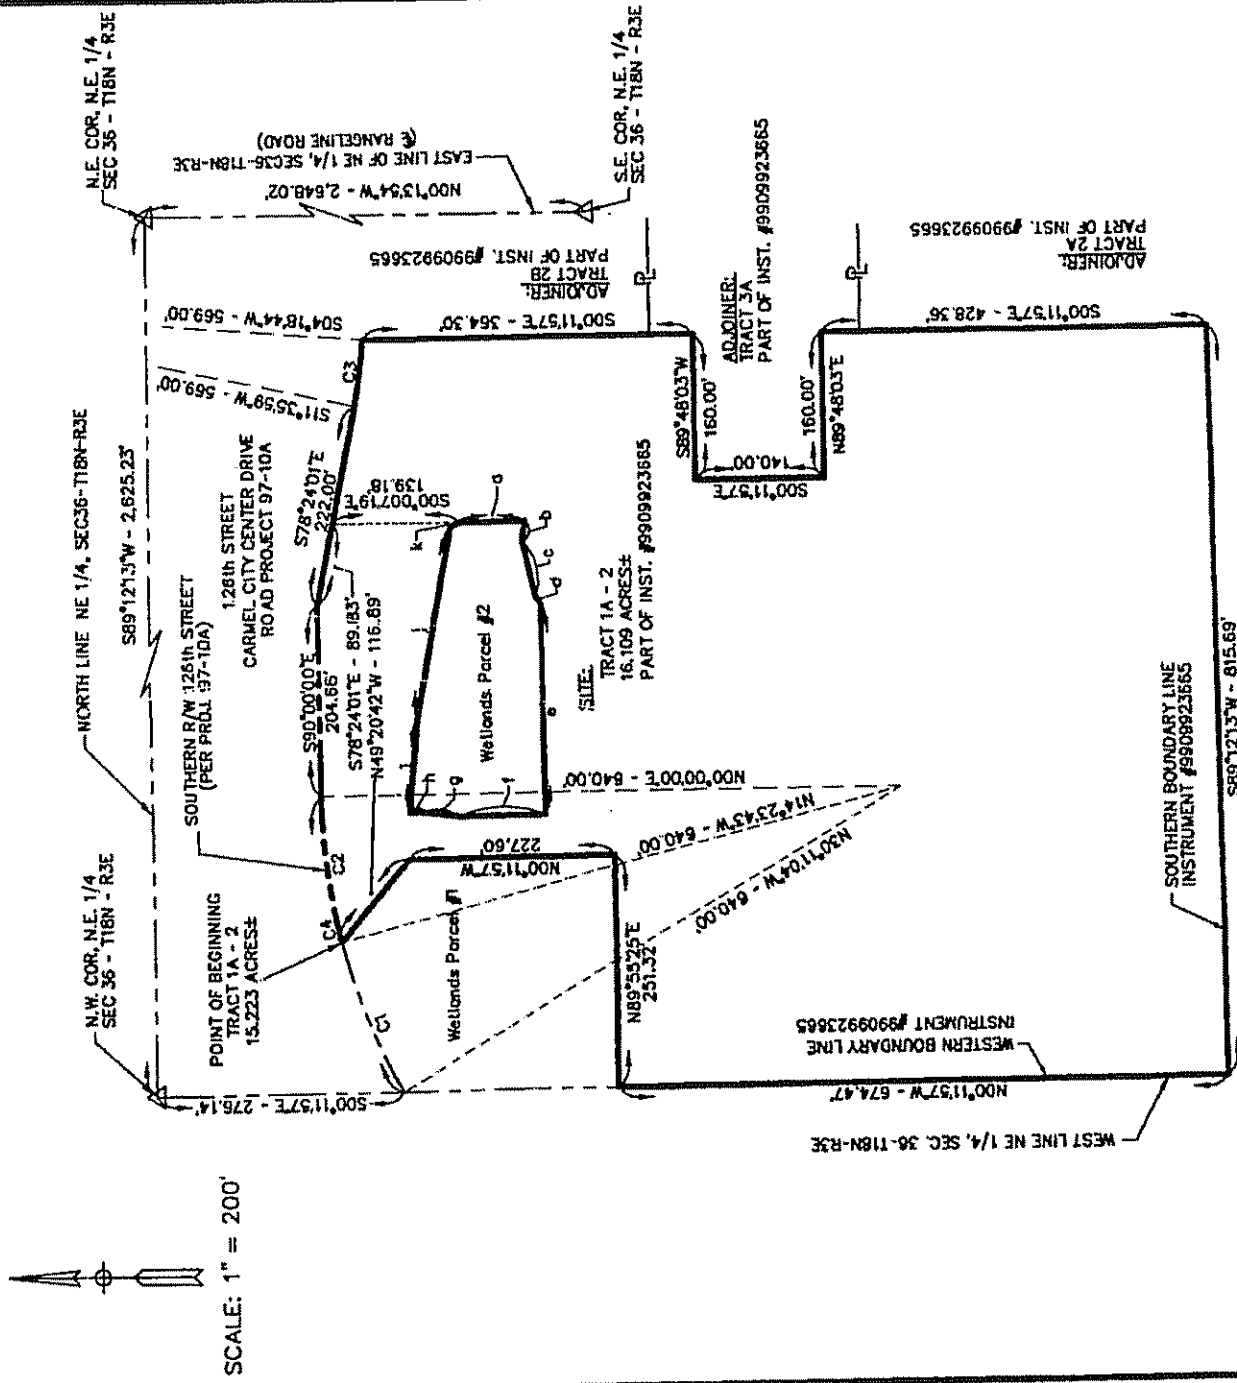 N.E. COR, N.E. 1/4
SEC 36 - T18N - R3E
NORTH LINE NE 1/4, SEC36-T18N-R3E
S89°12'13"W - 2,625.23'
N.W. COR, N.E. 1/4
SEC 36 - T18N - R3E
EAST LINE OF NE 1/4, SEC36-T18N-R3E
(℄ RANGELINE ROAD)
N00°13'54"W - 2,648.02'
S.E. COR, N.E. 1/4
SEC 36 - T18N - R3E
SOUTHERN R/W 126th STREET
(PER PROJ. 97-10A)
126th STREET
CARMEL CITY CENTER DRIVE
ROAD PROJECT 97-10A
S04°18'44"W - 569.00'
S11°35'59"W - 569.00'
ADJOINER:
TRACT 2B
PART OF INST. #9909923665
S00°11'57"E - 364.30'
C3
S78°24'01"E
222.00'
S90°00'00"E
204.66'
S78°24'01"E - 89.183'
N49°20'42"W - 116.89'
S00°00'19"E
139.18'
C2
C4
C1
POINT OF BEGINNING
TRACT 1A - 2
15.223 ACRES±
Wetlands Parcel #1
Wetlands Parcel #2
k
a
b
c
d
e
f
g
h
j
SITE:
TRACT 1A - 2
16.109 ACRES±
PART OF INST. #9909923665
PL
ADJOINER:
TRACT 3A
PART OF INST. #9909923665
S89°48'03"W
160.00'
140.00'
S00°11'57"E
160.00'
N89°48'03"E
PL
ADJOINER:
TRACT 2A
PART OF INST. #9909923665
S00°11'57"E - 428.36'
S00°11'57"E - 276.14'
227.60'
N00°11'57"W
N00°00'00"E - 640.00'
N14°23'43"W - 640.00'
N30°11'04"W - 640.00'
N89°55'25"E
251.32'
WESTERN BOUNDARY LINE
INSTRUMENT #9909923665
N00°11'57"W - 674.47'
WEST LINE NE 1/4, SEC. 36-T18N-R3E
SOUTHERN BOUNDARY LINE
INSTRUMENT #9909923665
S89°12'13"W - 815.69'
SCALE: 1" = 200'